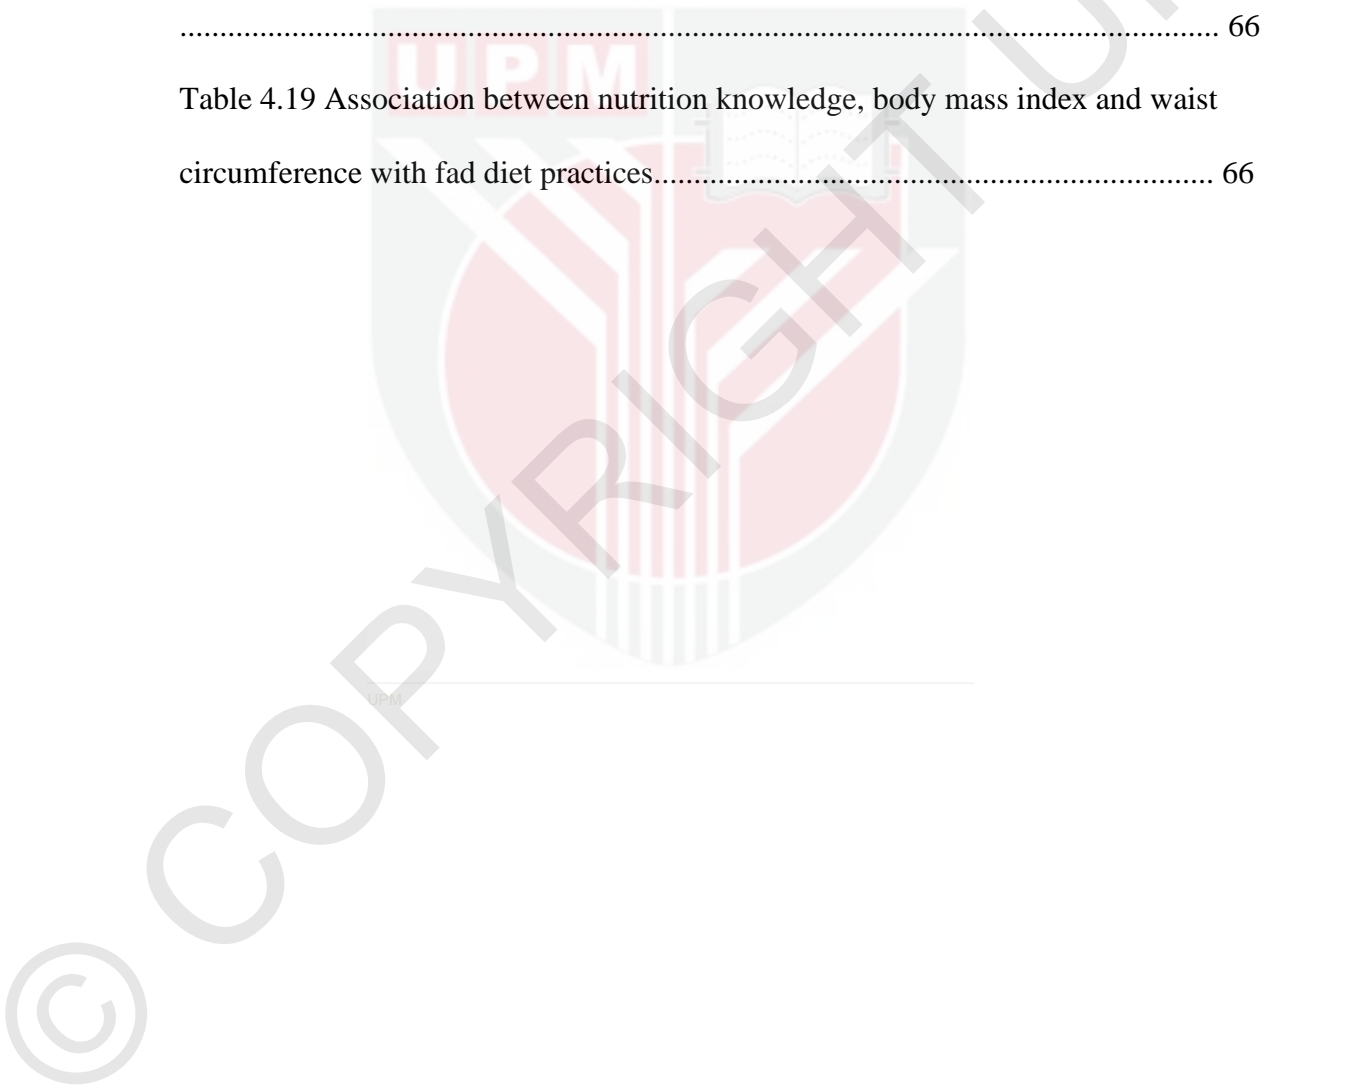 ........................................................................................................................... 66
Table 4.19 Association between nutrition knowledge, body mass index and waist
circumference with fad diet practices..................................................................... 66
UPM
UPM
© COPYRIGHT U